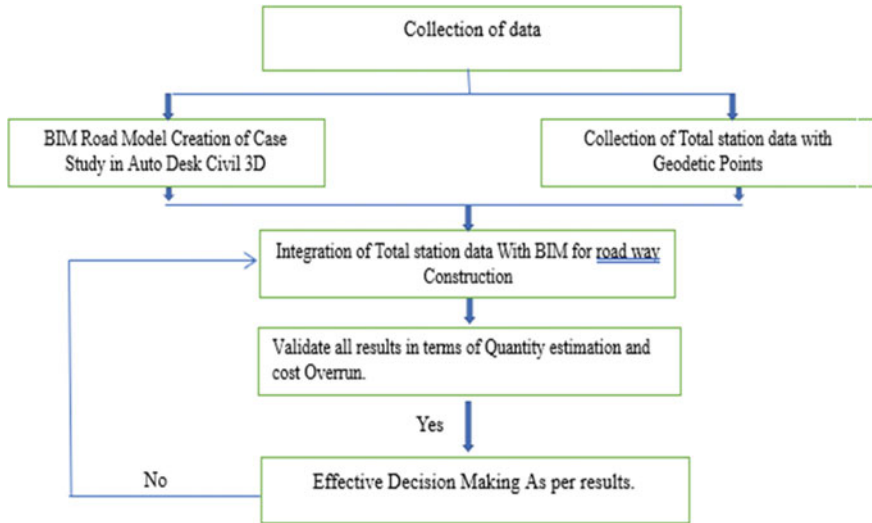 Collection of data
BIM Road Model Creation of Case
Study in Auto Desk Civil 3D
Collection of Total station data with
Geodetic Points
Integration of Total station data With BIM for road way
Construction
Validate all results in terms of Quantity estimation and
cost Overrun.
Yes
No
Effective Decision Making As per results.